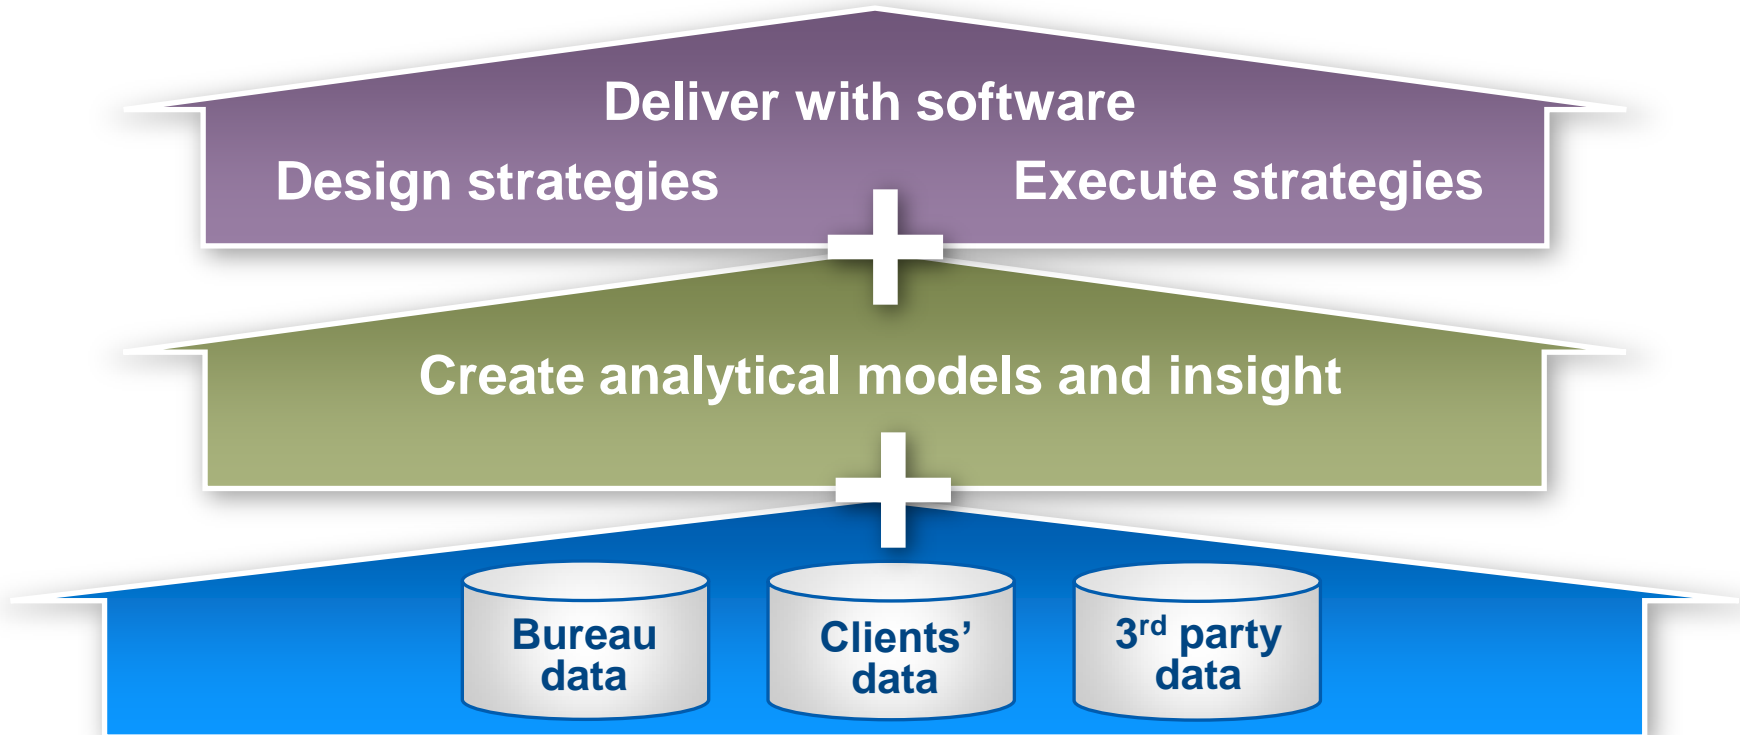 Deliver with software
Design strategies
Execute strategies
Create analytical models and insight
Bureau
data
Clients’
data
3rd party
data